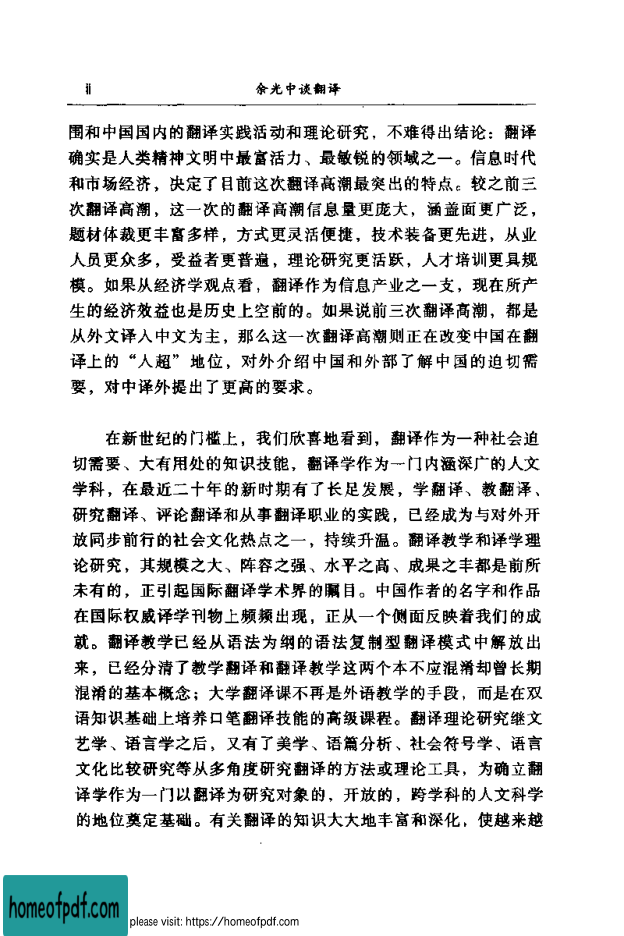 ii 余光中谈翻译
围和中国国内的翻译实践活动和理论研究，不难得出结论：翻译
确实是人类精神文明中最富活力、最敏锐的领域之一。信息时代
和市场经济，决定了目前这次翻译高潮最突出的特点。较之前三
次翻译高潮，这一次的翻译高潮信息量更庞大，涵盖面更广泛，
题材体裁更丰富多样，方式更灵活便捷，技术装备更先进，从业
人员更众多，受益者更普遍，理论研究更活跃，人才培训更具规
模。如果从经济学观点看，翻译作为信息产业之一支，现在所产
生的经济效益也是历史上空前的。如果说前三次翻译高潮，都是
从外文译入中文为主，那么这一次翻译高潮则正在改变中国在翻
译上的“人超”地位，对外介绍中国和外部了解中国的迫切需
要，对中译外提出了更高的要求。
在新世纪的门槛上，我们欣喜地看到，翻译作为一种社会迫
切需要、大有用处的知识技能，翻译学作为一门内涵深广的人文
学科，在最近二十年的新时期有了长足发展，学翻译、教翻译、
研究翻译、评论翻译和从事翻译职业的实践，已经成为与对外开
放同步前行的社会文化热点之一，持续升温。翻译教学和译学理
论研究，其规模之大、阵容之强、水平之高、成果之丰都是前所
未有的，正引起国际翻译学术界的瞩目。中国作者的名字和作品
在国际权威译学刊物上频频出现，正从一个侧面反映着我们的成
就。翻译教学已经从语法为纲的语法复制型翻译模式中解放出
来，已经分清了教学翻译和翻译教学这两个本不应混淆却曾长期
混淆的基本概念；大学翻译课不再是外语教学的手段，而是在双
语知识基础上培养口笔翻译技能的高级课程。翻译理论研究继文
艺学、语言学之后，又有了美学、语篇分析、社会符号学、语言
文化比较研究等从多角度研究翻译的方法或理论工具，为确立翻
译学作为一门以翻译为研究对象的，开放的，跨学科的人文科学
的地位奠定基础。有关翻译的知识大大地丰富和深化，使越来越
homeofpdf.com
please visit: https://homeofpdf.com